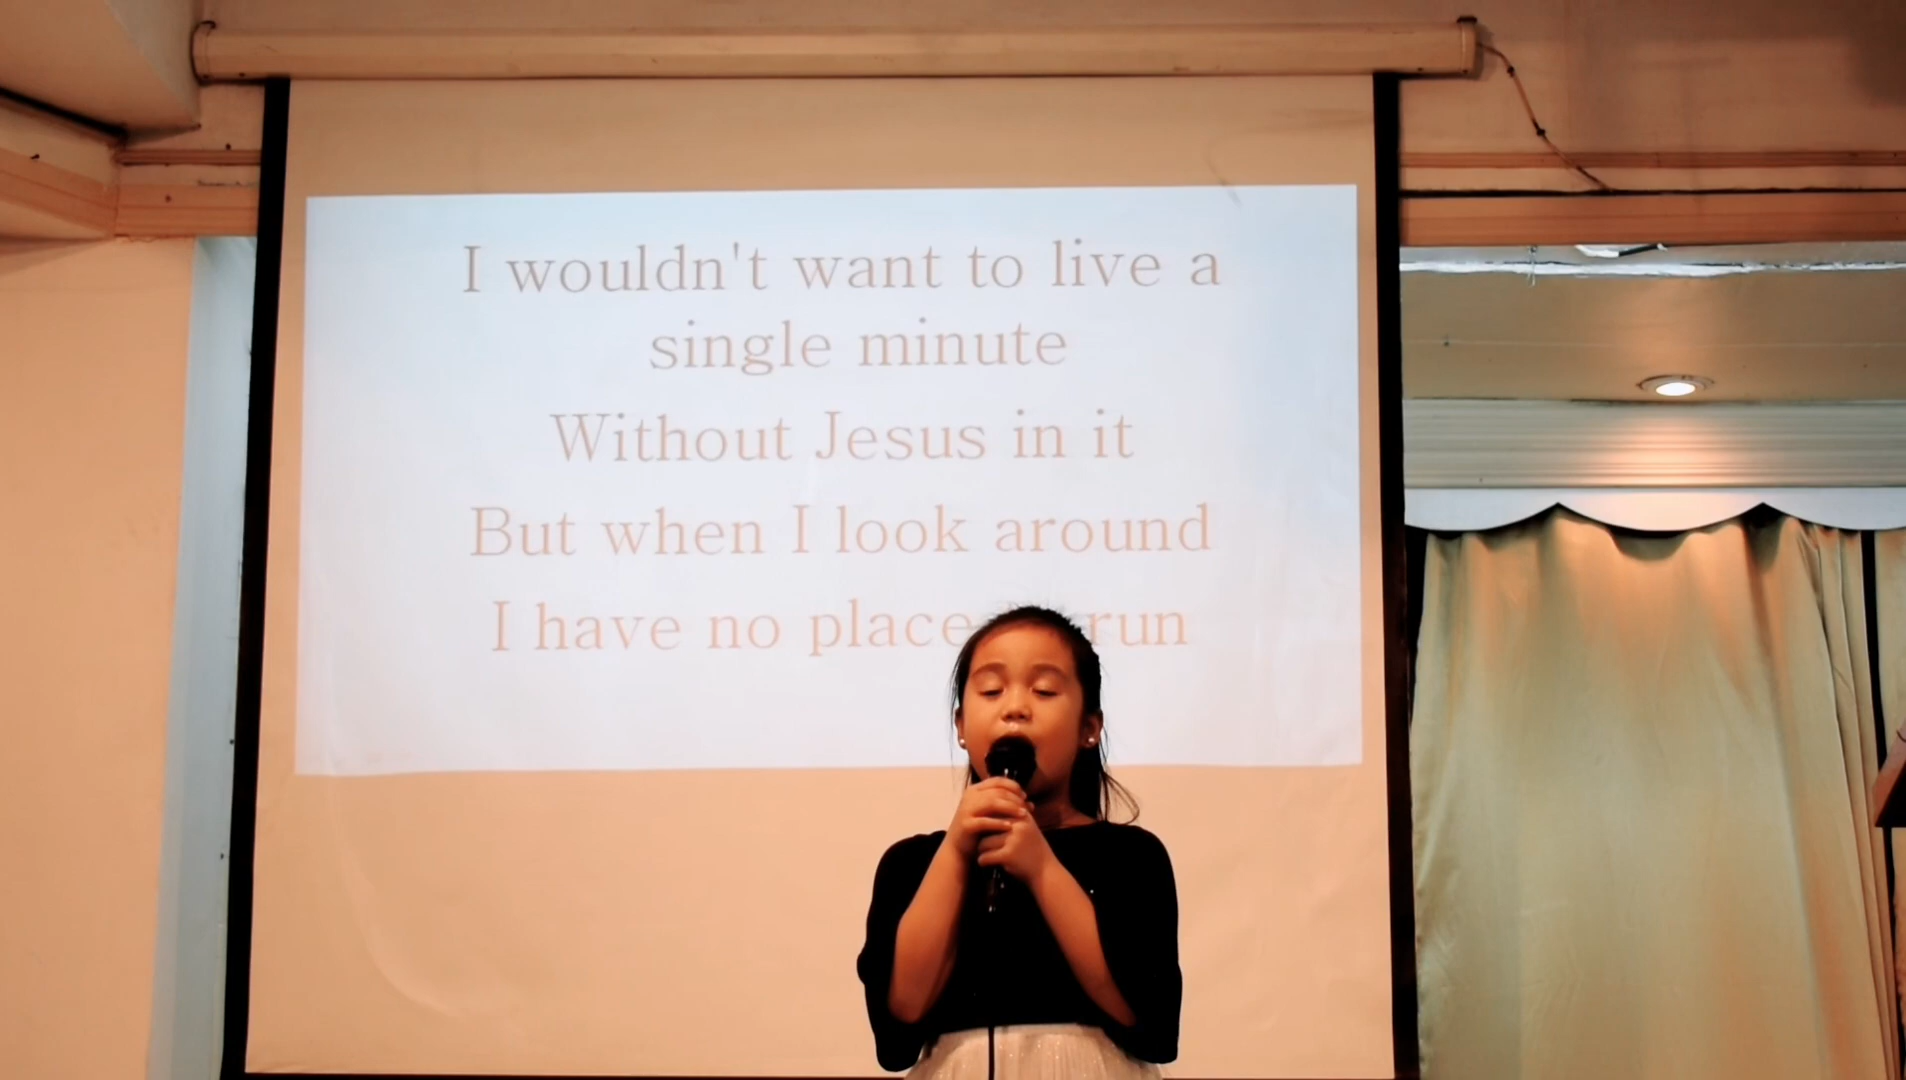 I wouldn't want to live a
single minute
Without Jesus in it
But when I look around
I have no place run